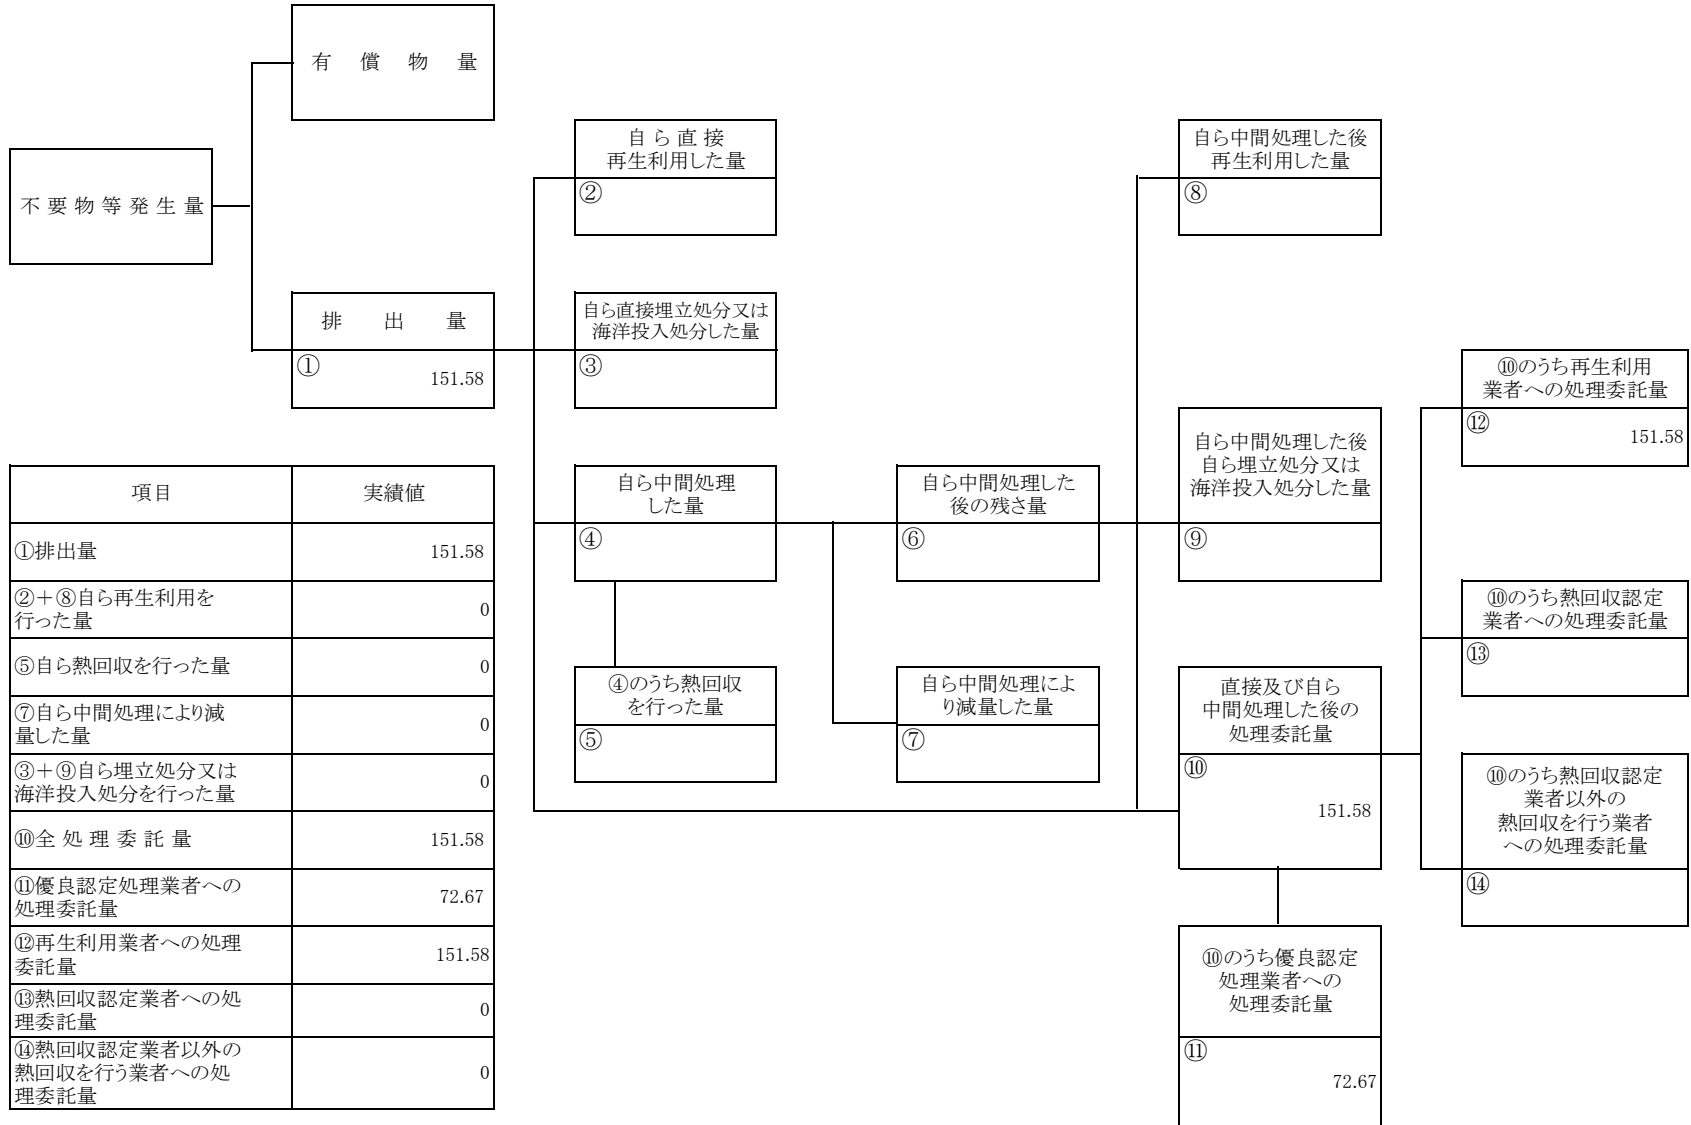 有償物量
不要物等発生量
排出量
①
151.58
自ら直接
再生利用した量
②
自ら直接埋立処分又は
海洋投入処分した量
③
自ら中間処理
した量
④
④のうち熱回収
を行った量
⑤
自ら中間処理した
後の残さ量
⑥
自ら中間処理によ
り減量した量
⑦
自ら中間処理した後
再生利用した量
⑧
自ら中間処理した後
自ら埋立処分又は
海洋投入処分した量
⑨
直接及び自ら
中間処理した後の
処理委託量
⑩
151.58
⑩のうち優良認定
処理業者への
処理委託量
⑪
72.67
⑩のうち再生利用
業者への処理委託量
⑫
151.58
⑩のうち熱回収認定
業者への処理委託量
⑬
⑩のうち熱回収認定
業者以外の
熱回収を行う業者
への処理委託量
⑭
項目 実績値
①排出量 151.58
②+⑧自ら再生利用を
行った量 0
⑤自ら熱回収を行った量 0
⑦自ら中間処理により減
量した量 0
③+⑨自ら埋立処分又は
海洋投入処分を行った量 0
⑩全処理委託量 151.58
⑪優良認定処理業者への
処理委託量 72.67
⑫再生利用業者への処理
委託量 151.58
⑬熱回収認定業者への処
理委託量 0
⑭熱回収認定業者以外の
熱回収を行う業者への処
理委託量 0